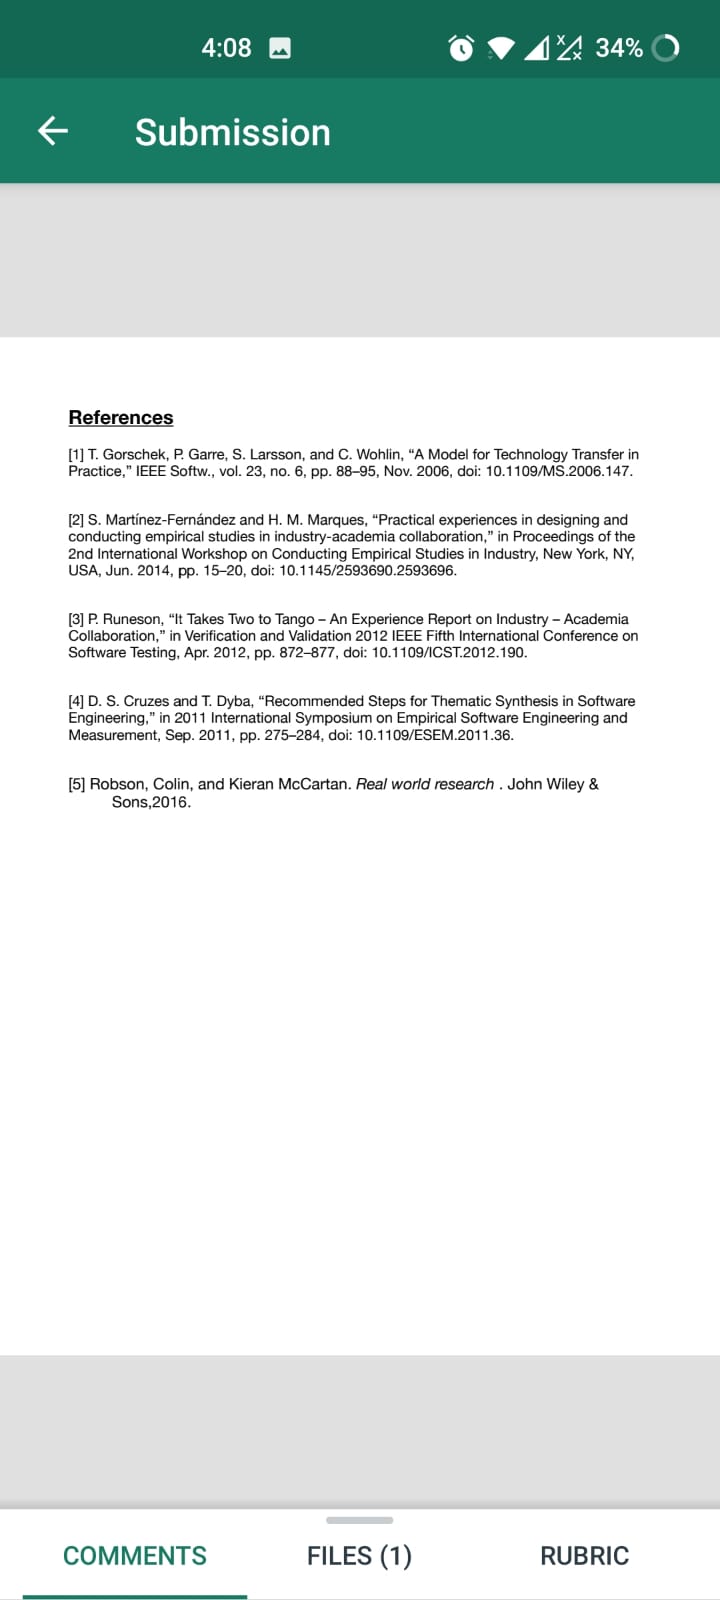 4:08
34%
Submission
References
[1] T. Gorschek, P. Garre, S. Larsson, and C. Wohlin, “A Model for Technology Transfer in
Practice,” IEEE Softw., vol. 23, no. 6, pp. 88–95, Nov. 2006, doi: 10.1109/MS.2006.147.
[2] S. Martínez-Fernández and H. M. Marques, “Practical experiences in designing and
conducting empirical studies in industry-academia collaboration,” in Proceedings of the
2nd International Workshop on Conducting Empirical Studies in Industry, New York, NY,
USA, Jun. 2014, pp. 15–20, doi: 10.1145/2593690.2593696.
[3] P. Runeson, “It Takes Two to Tango – An Experience Report on Industry – Academia
Collaboration,” in Verification and Validation 2012 IEEE Fifth International Conference on
Software Testing, Apr. 2012, pp. 872–877, doi: 10.1109/ICST.2012.190.
[4] D. S. Cruzes and T. Dyba, “Recommended Steps for Thematic Synthesis in Software
Engineering,” in 2011 International Symposium on Empirical Software Engineering and
Measurement, Sep. 2011, pp. 275–284, doi: 10.1109/ESEM.2011.36.
[5] Robson, Colin, and Kieran McCartan. Real world research . John Wiley &
Sons,2016.
COMMENTS
FILES (1)
RUBRIC